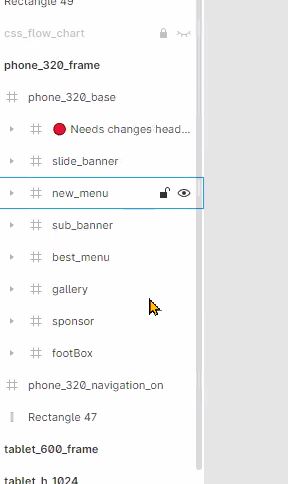 Rectangle 49
css_flow_chart
phone_320_frame
phone_320_base
Needs changes head...
slide_banner
new_menu
sub_banner
best_menu
gallery
sponsor
footBox
phone_320_navigation_on
Rectangle 47
tablet_600_frame
tablet_h_1024